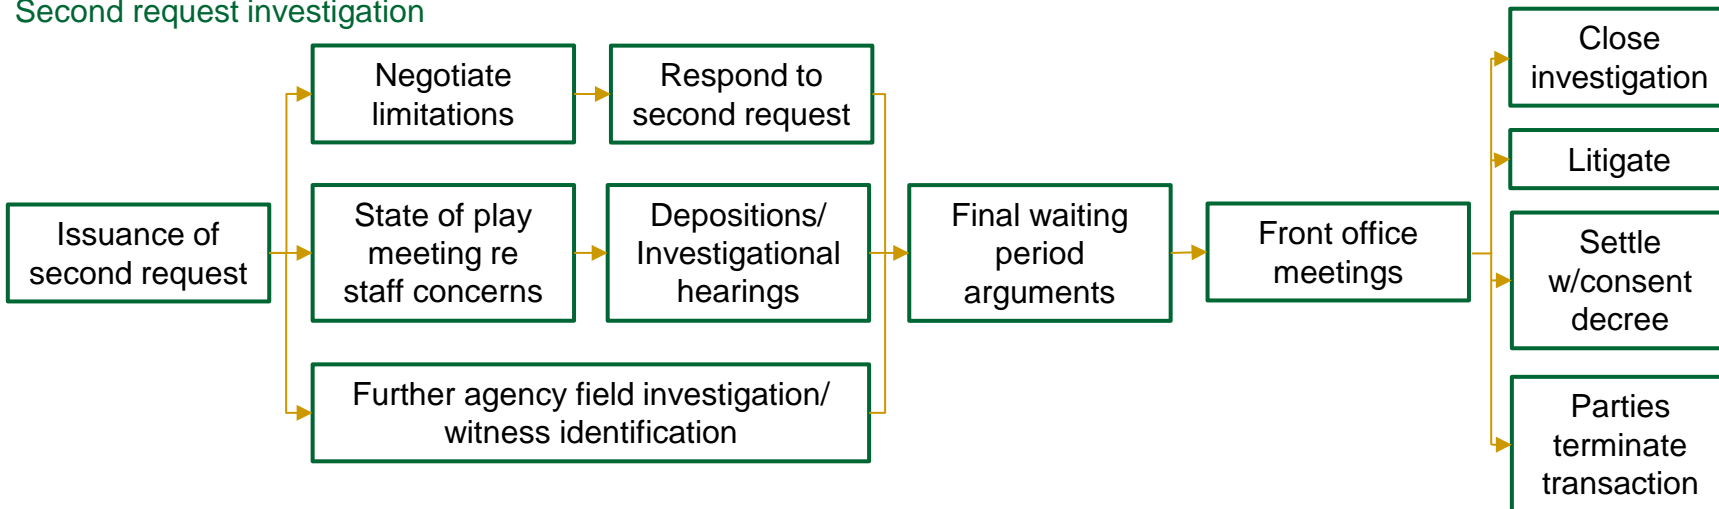 Second request investigation
Issuance of
second request
Negotiate
limitations
Respond to
second request
State of play
meeting re
staff concerns
Depositions/
Investigational
hearings
Further agency field investigation/
witness identification
Final waiting
period
arguments
Front office
meetings
Close
investigation
Litigate
Settle
w/consent
decree
Parties
terminate
transaction